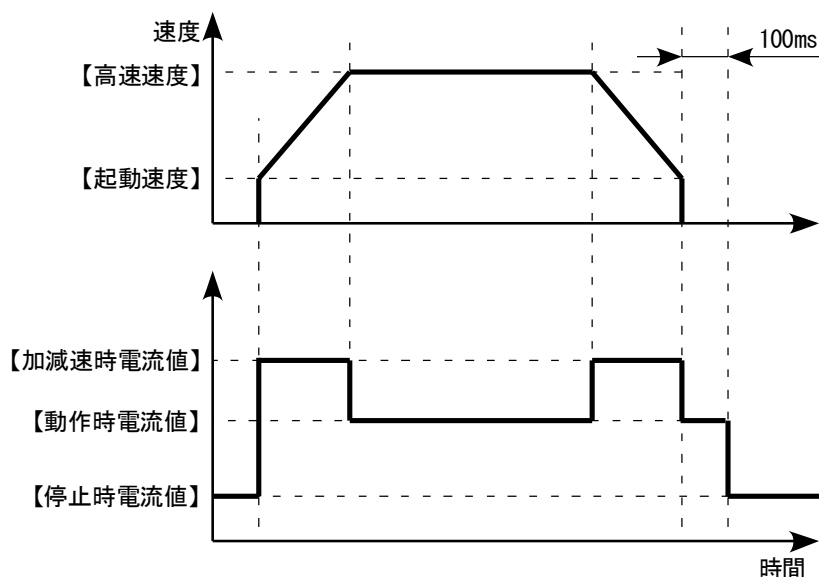 速度
100ms
【高速速度】
【起動速度】
【加減速時電流値】
【動作時電流値】
【停止時電流値】
時間